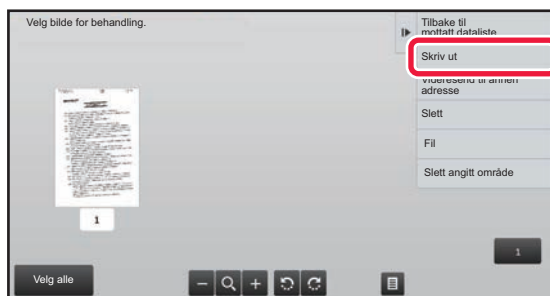 Velg bilde for behandling.
Tilbake til
mottatt dataliste
Skriv ut
Videresend til annen
adresse
Slett
Fil
Slett angitt område
1
1
Velg alle